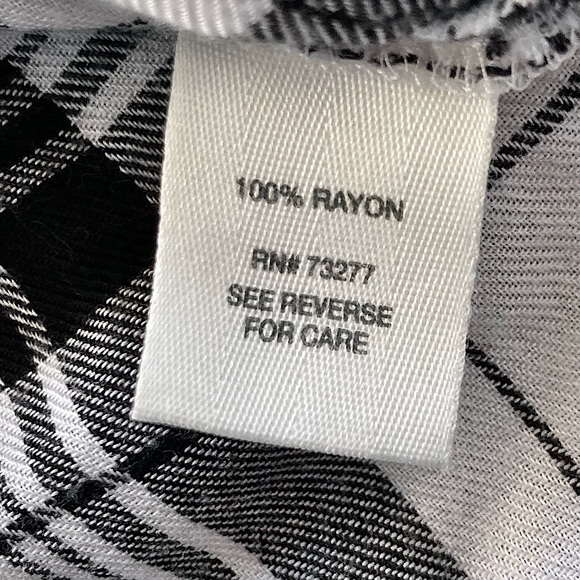 100% RAYON
RN# 73277
SEE REVERSE
FOR CARE